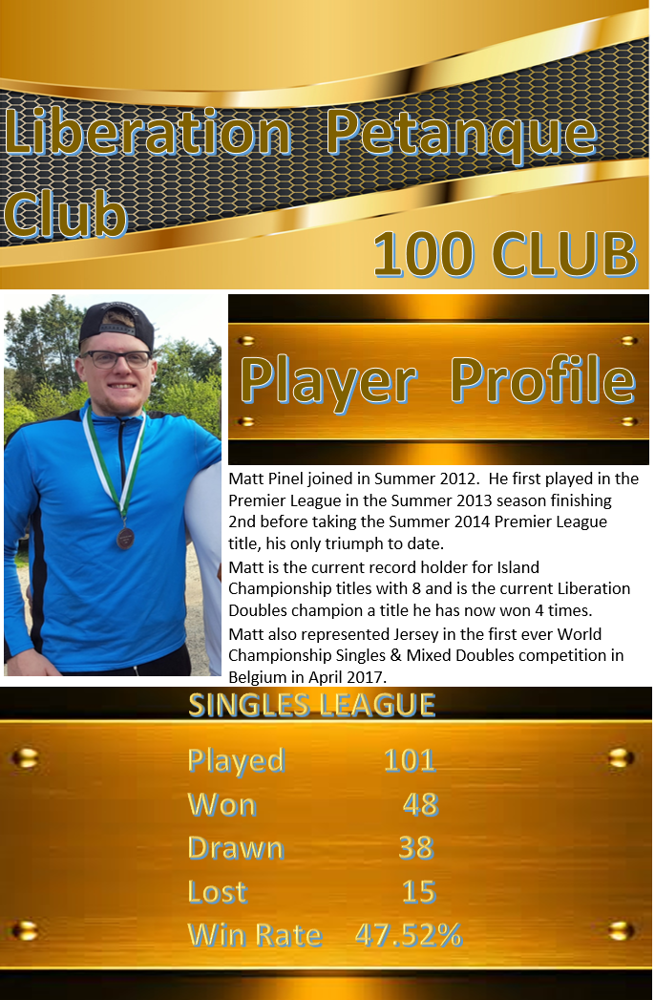 Liberation Petanque
Club
100 CLUB
Player Profile
Matt Pinel joined in Summer 2012. He first played in the
Premier League in the Summer 2013 season finishing
2nd before taking the Summer 2014 Premier League
title, his only triumph to date.
Matt is the current record holder for Island
Championship titles with 8 and is the current Liberation
Doubles champion a title he has now won 4 times.
Matt also represented Jersey in the first ever World
Championship Singles & Mixed Doubles competition in
Belgium in April 2017.
SINGLES LEAGUE
Played 101
Won 48
Drawn 38
Lost 15
Win Rate 47.52%